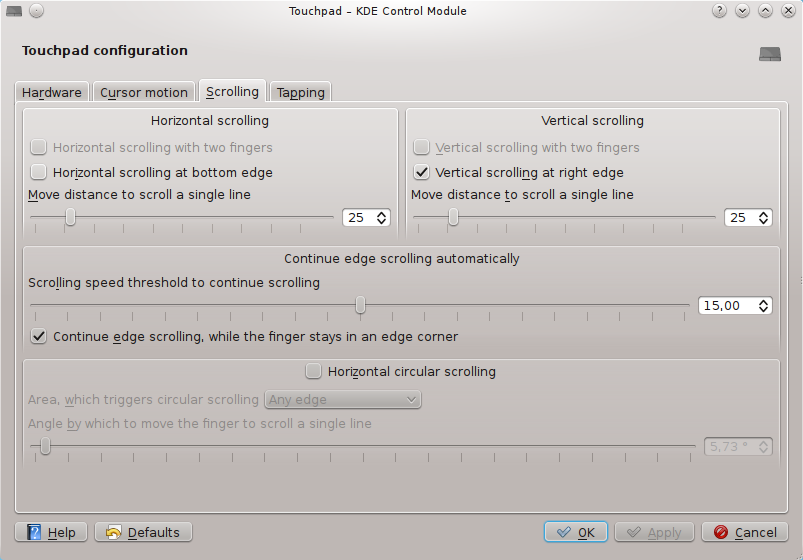 Touchpad – KDE Control Module
Touchpad configuration
Hardware Cursor motion Scrolling Tapping
Horizontal scrolling
Horizontal scrolling with two fingers
Horizontal scrolling at bottom edge
Move distance to scroll a single line
25
Vertical scrolling
Vertical scrolling with two fingers
Vertical scrolling at right edge
Move distance to scroll a single line
25
Continue edge scrolling automatically
Scrolling speed threshold to continue scrolling
15,00
Continue edge scrolling, while the finger stays in an edge corner
Horizontal circular scrolling
Area, which triggers circular scrolling Any edge
Angle by which to move the finger to scroll a single line
5,73 °
Help Defaults OK Apply Cancel